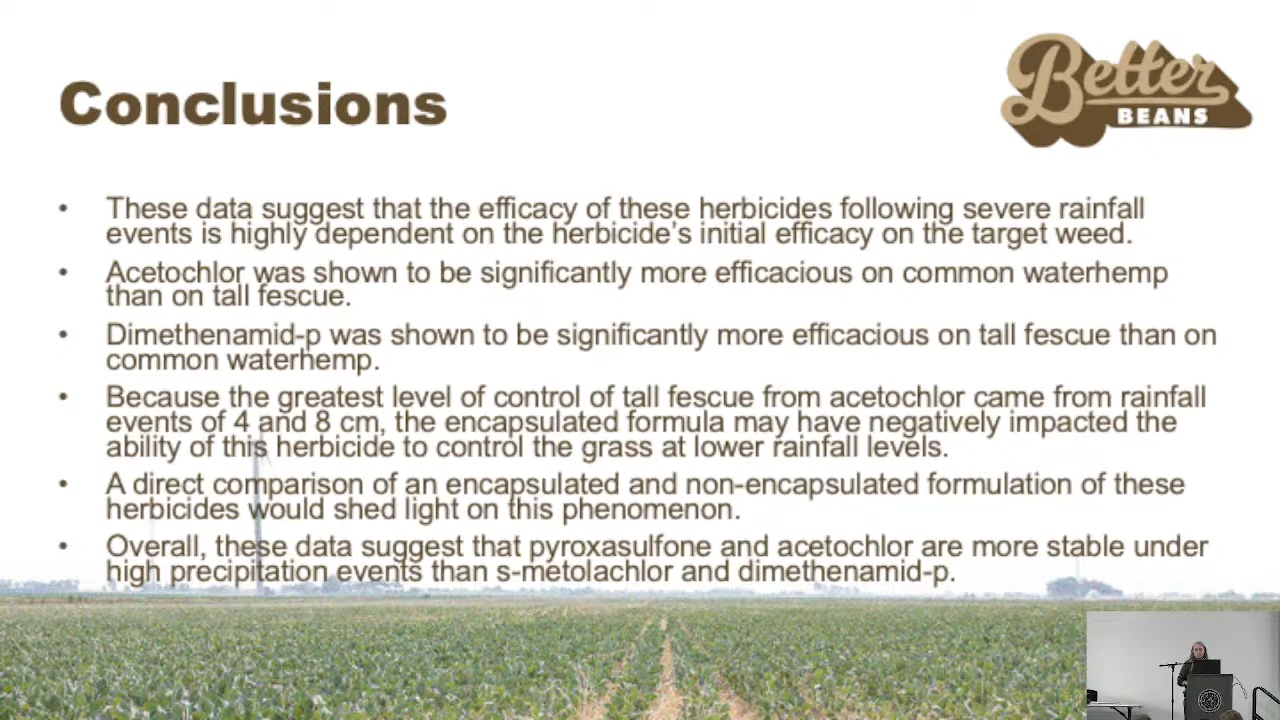 Better
BEANS
Conclusions
• These data suggest that the efficacy of these herbicides following severe rainfall
events is highly dependent on the herbicide’s initial efficacy on the target weed.
• Acetochlor was shown to be significantly more efficacious on common waterhemp
than on tall fescue.
• Dimethenamid-p was shown to be significantly more efficacious on tall fescue than on
common waterhemp.
• Because the greatest level of control of tall fescue from acetochlor came from rainfall
events of 4 and 8 cm, the encapsulated formula may have negatively impacted the
ability of this herbicide to control the grass at lower rainfall levels.
• A direct comparison of an encapsulated and non-encapsulated formulation of these
herbicides would shed light on this phenomenon.
• Overall, these data suggest that pyroxasulfone and acetochlor are more stable under
high precipitation events than s-metolachlor and dimethenamid-p.